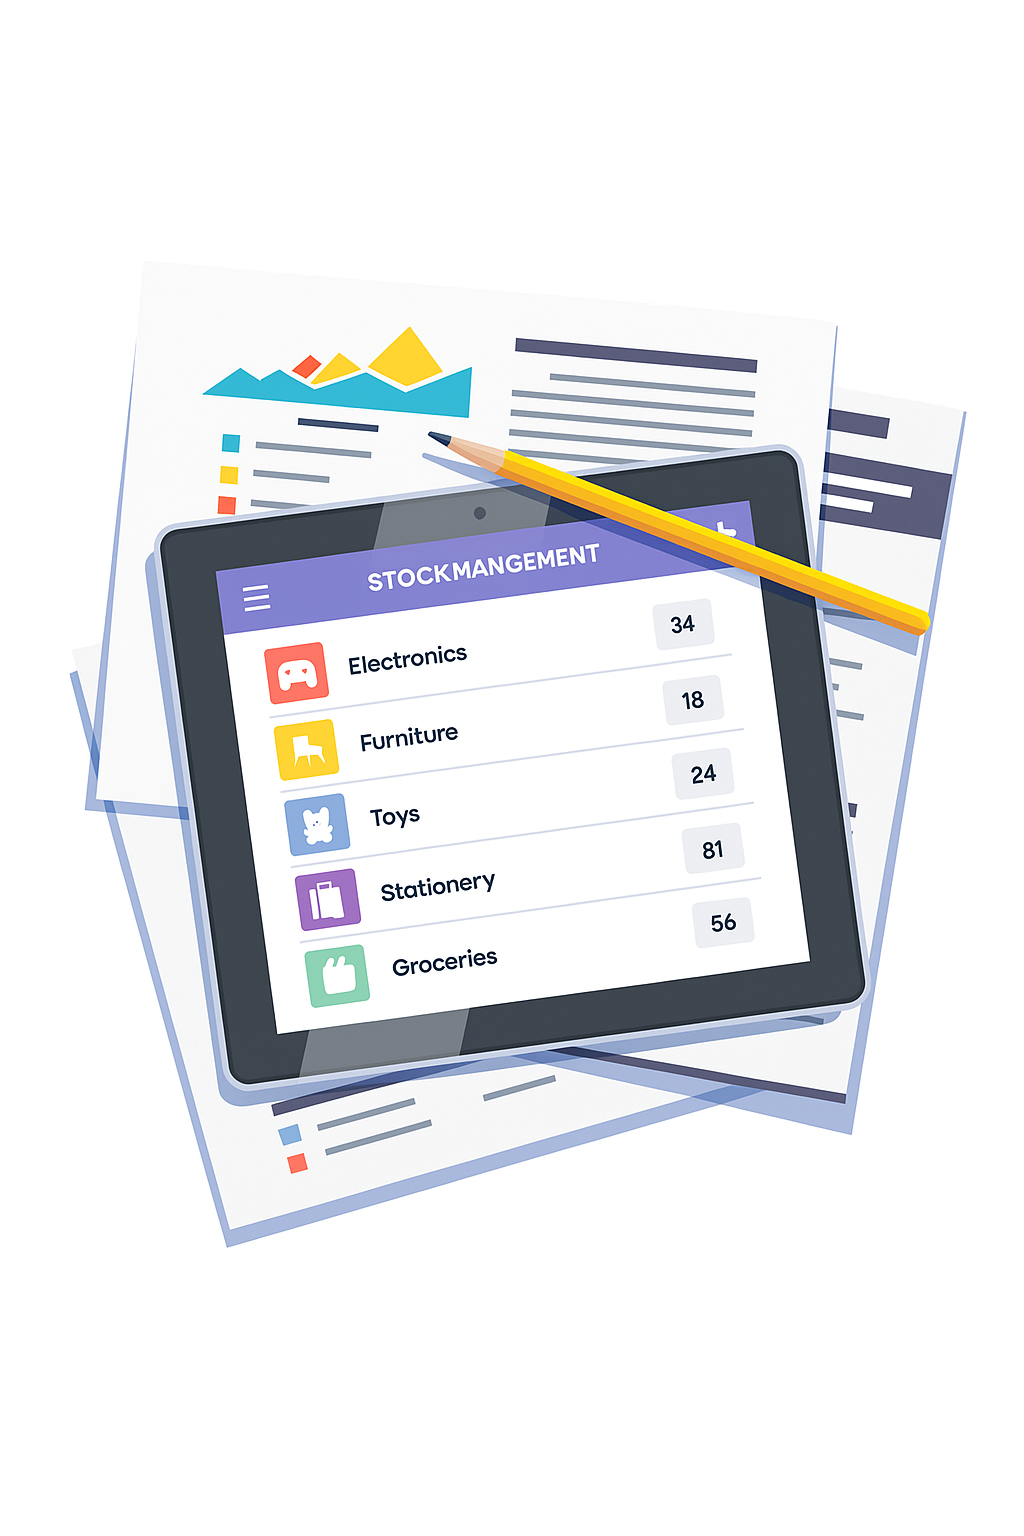 STOCKMANGEMENT
Electronics 34
Furniture 18
Toys 24
Stationery 81
Groceries 56